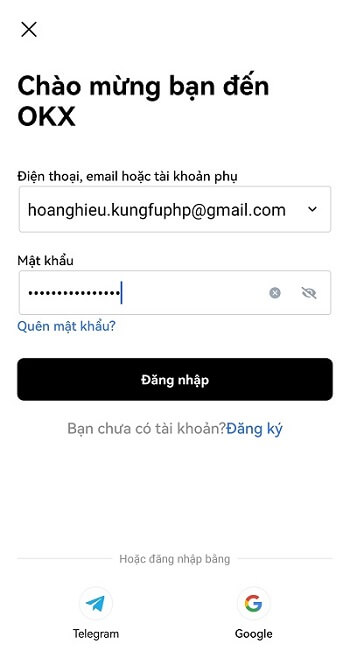 Chào mừng bạn đến
OKX
Điện thoại, email hoặc tài khoản phụ
hoanghieu.kungfuphp@gmail.com
Mật khẩu
••••••••••••••••
Quên mật khẩu?
Đăng nhập
Bạn chưa có tài khoản?Đăng ký
Hoặc đăng nhập bằng
Telegram Google